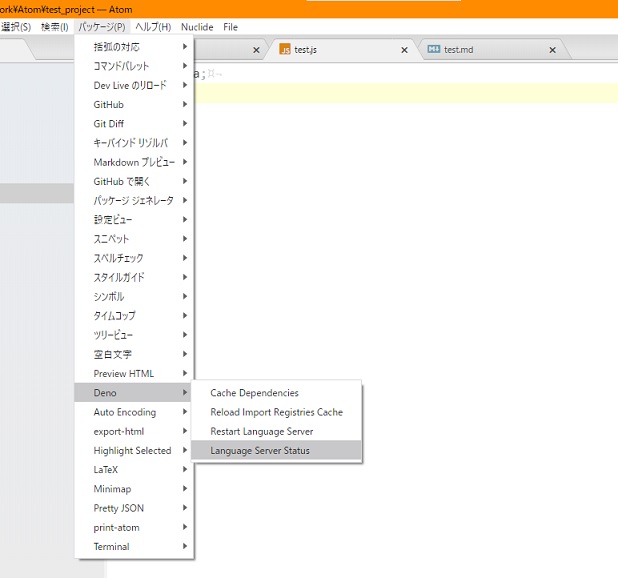 ork¥Atom¥test_project — Atom
選択(S) 検索(I) パッケージ(P) ヘルプ(H) Nuclide File
test.js test.md
a;¤¬
括弧の対応
コマンドパレット
Dev Live のリロード
GitHub
Git Diff
キーバインド リゾルバ
Markdown プレビュー
GitHub で開く
パッケージ ジェネレータ
設定ビュー
スニペット
スペルチェック
スタイルガイド
シンボル
タイムコップ
ツリービュー
空白文字
Preview HTML
Deno
Cache Dependencies
Auto Encoding
Reload Import Registries Cache
export-html
Restart Language Server
Highlight Selected
Language Server Status
LaTeX
Minimap
Pretty JSON
print-atom
Terminal